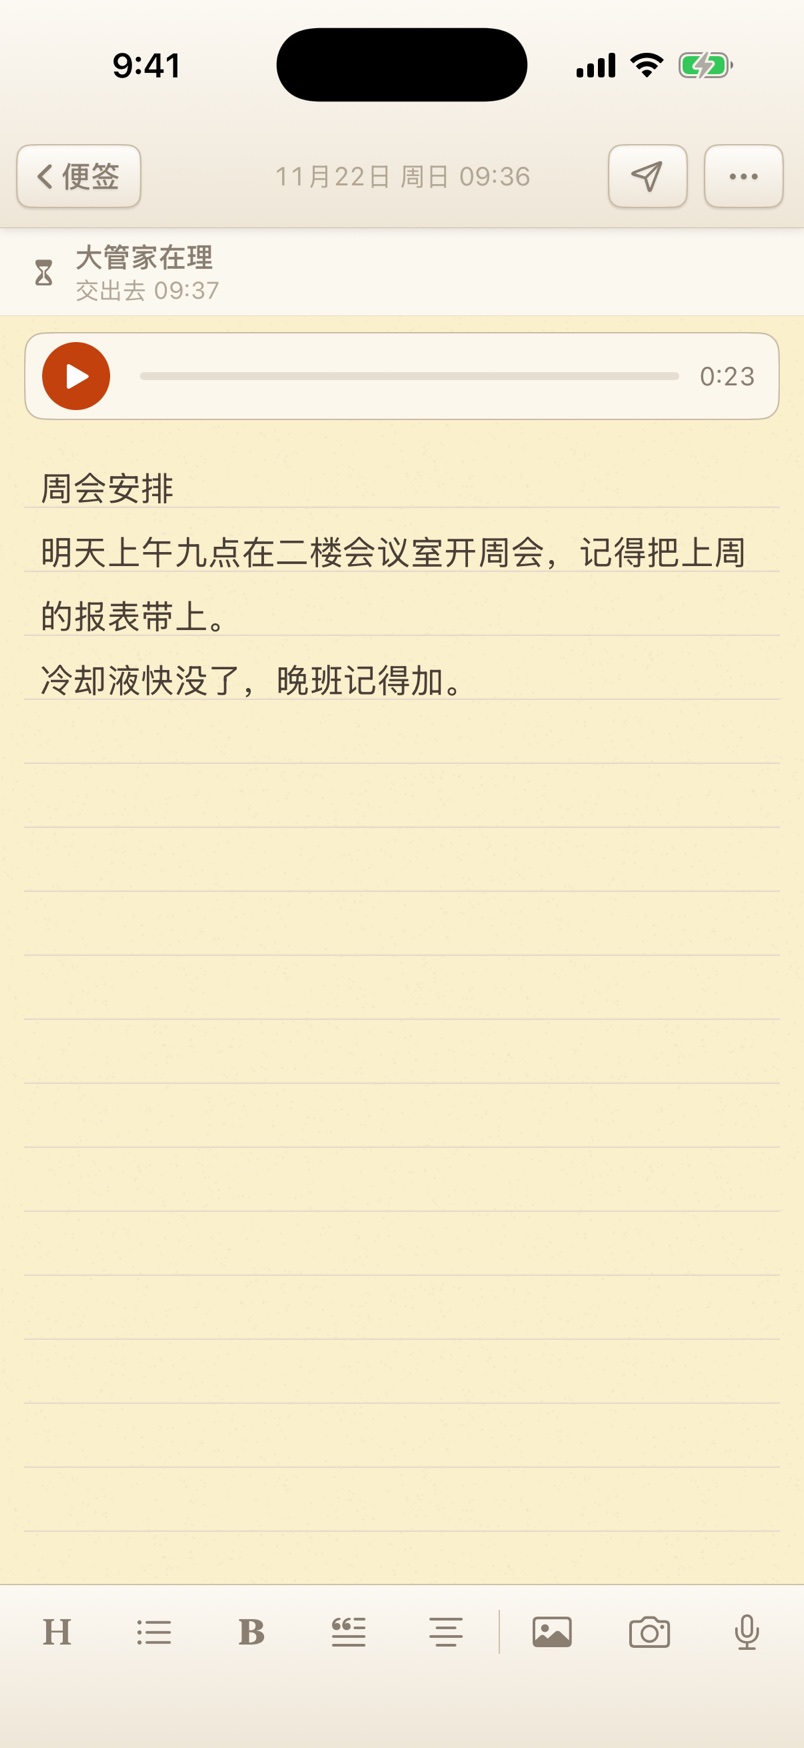 9:41
便签
11月22日 周日 09:36
大管家在理
交出去 09:37
0:23
周会安排
明天上午九点在二楼会议室开周会，记得把上周
的报表带上。
冷却液快没了，晚班记得加。
H
B